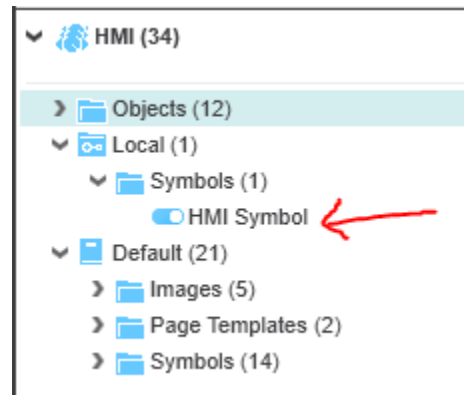 HMI (34)
Objects (12)
Local (1)
Symbols (1)
HMI Symbol
Default (21)
Images (5)
Page Templates (2)
Symbols (14)